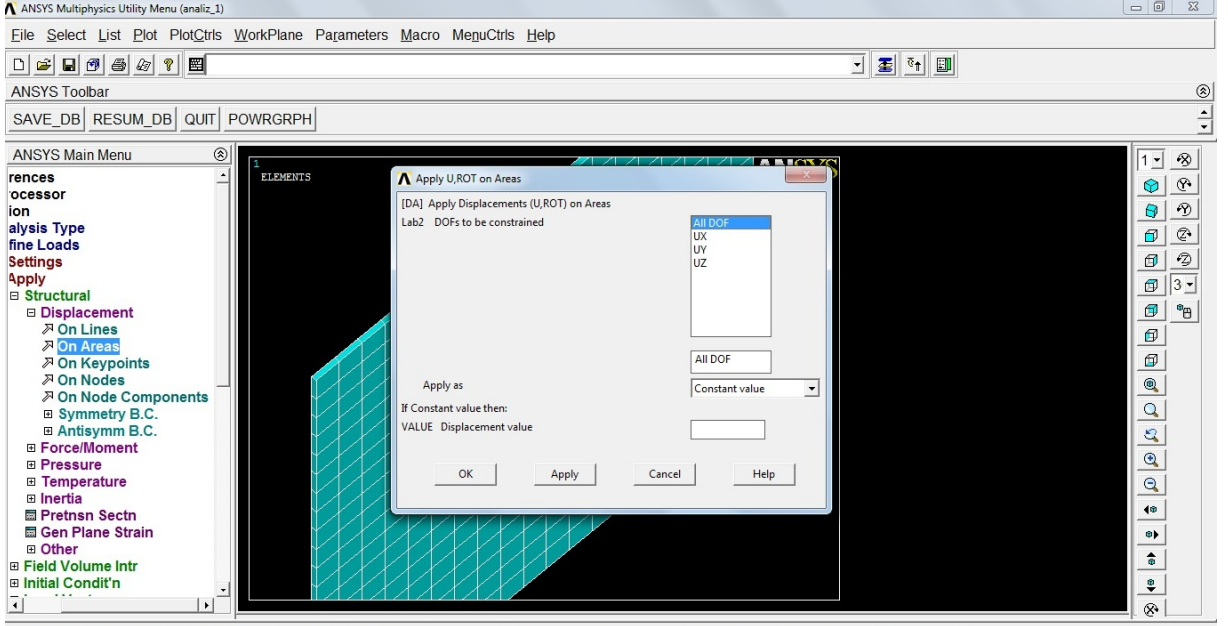 ANSYS Multiphysics Utility Menu (analiz_1)
File Select List Plot PlotCtrls WorkPlane Parameters Macro MenuCtrls Help
ANSYS Toolbar
SAVE_DB RESUM_DB QUIT POWRGRPH
ANSYS Main Menu
rences
ocessor
ion
alysis Type
fine Loads
Settings
Apply
Structural
Displacement
On Lines
On Areas
On Keypoints
On Nodes
On Node Components
Symmetry B.C.
Antisymm B.C.
Force/Moment
Pressure
Temperature
Inertia
Pretnsn Sectn
Gen Plane Strain
Other
Field Volume Intr
Initial Condit'n
1
ELEMENTS
ANSYS
Apply U,ROT on Areas
[DA] Apply Displacements (U,ROT) on Areas
Lab2 DOFs to be constrained
All DOF
UX
UY
UZ
All DOF
Apply as
Constant value
If Constant value then:
VALUE Displacement value
OK Apply Cancel Help
1
3